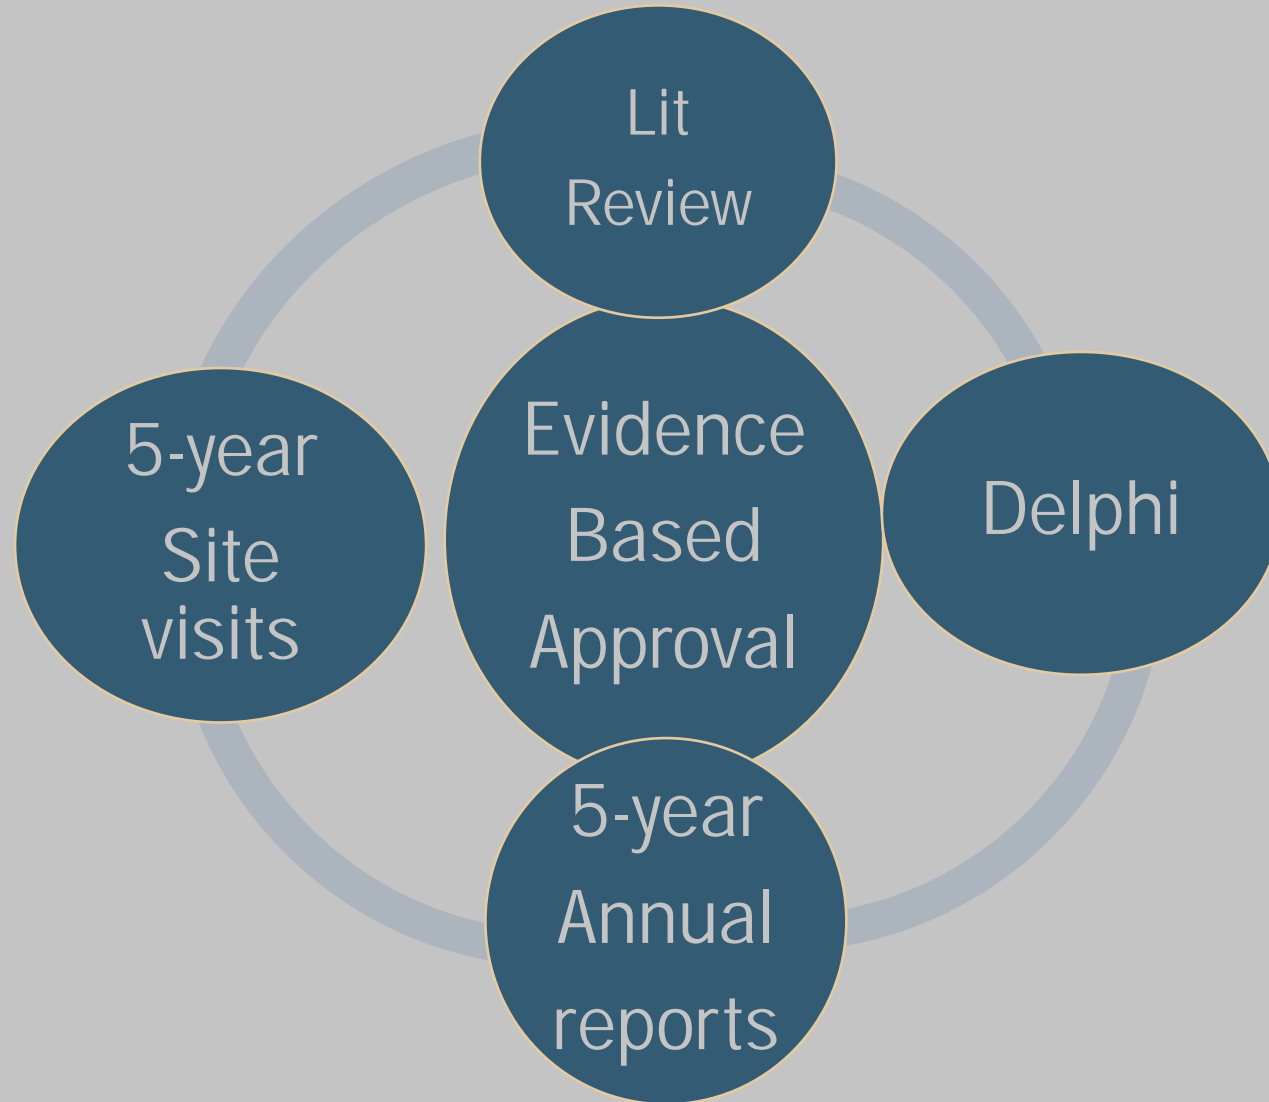 Lit
Review
5-year
Site
visits
Evidence
Based
Approval
Delphi
5-year
Annual
reports